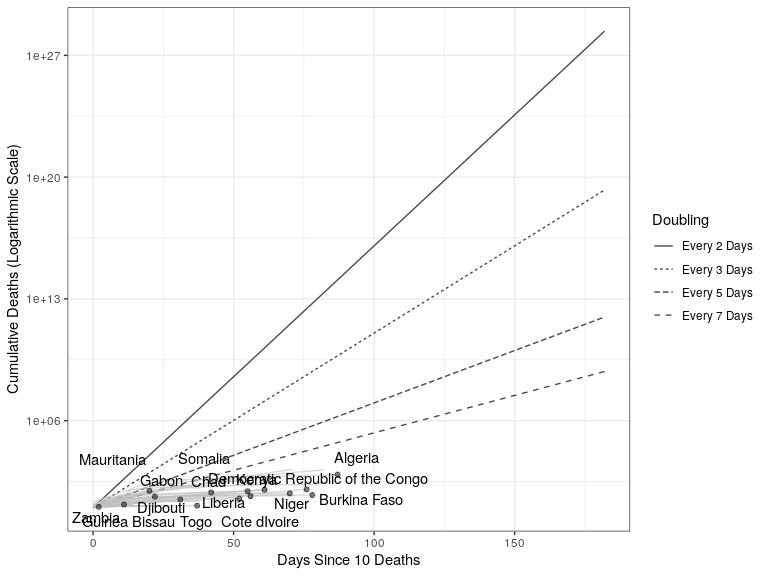 1e+27
1e+20
1e+13
1e+06
Cumulative Deaths (Logarithmic Scale)
Mauritania
Somalia
Algeria
Gabon
Chad
Kenya
Democratic Republic of the Congo
Djibouti
Liberia
Niger
Burkina Faso
Zambia
Guinea Bissau
Togo
Cote dIvoire
0
50
100
150
Days Since 10 Deaths
Doubling
Every 2 Days
Every 3 Days
Every 5 Days
Every 7 Days